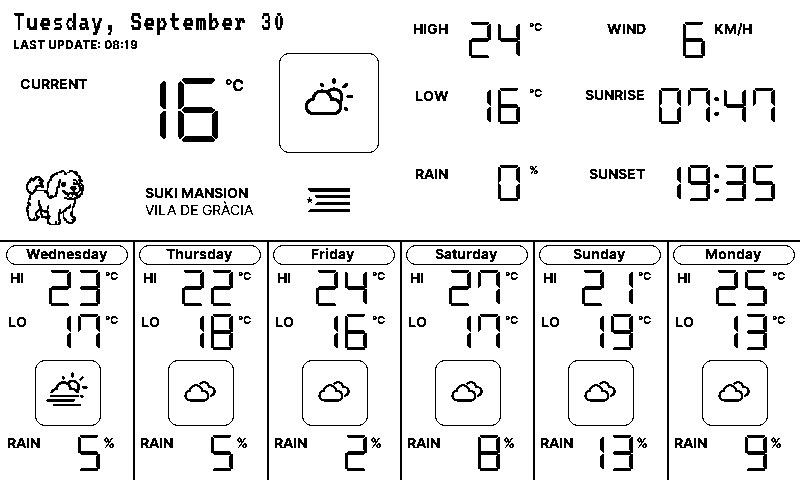 Tuesday, September 30
LAST UPDATE: 08:19
CURRENT
16 °C
SUKI MANSION
VILA DE GRÀCIA
HIGH 24 °C
LOW 16 °C
RAIN 0 %
WIND 6 KM/H
SUNRISE 07:47
SUNSET 19:35
Wednesday
HI 23 °C
LO 17 °C
RAIN 5 %
Thursday
HI 22 °C
LO 18 °C
RAIN 5 %
Friday
HI 24 °C
LO 16 °C
RAIN 2 %
Saturday
HI 27 °C
LO 17 °C
RAIN 8 %
Sunday
HI 21 °C
LO 19 °C
RAIN 13 %
Monday
HI 25 °C
LO 13 °C
RAIN 9 %